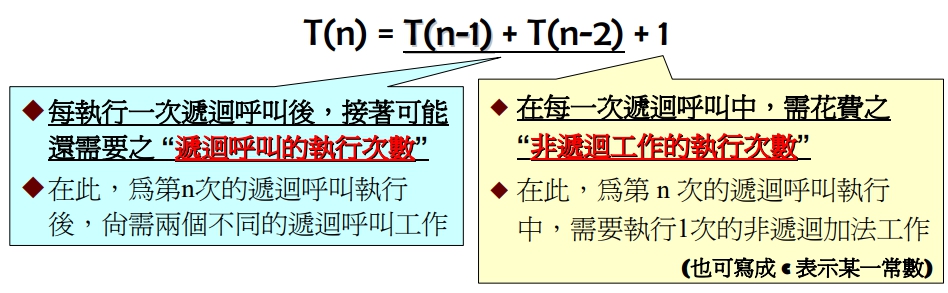 T(n) = T(n-1) + T(n-2) + 1
◆每執行一次遞迴呼叫後，接著可能
還需要之 “遞迴呼叫的執行次數”
◆在此，為第n次的遞迴呼叫執行
後，尚需兩個不同的遞迴呼叫工作
◆ 在每一次遞迴呼叫中，需花費之
“非遞迴工作的執行次數”
◆ 在此，為第 n 次的遞迴呼叫執行
中，需要執行1次的非遞迴加法工作
(也可寫成 c 表示某一常數)